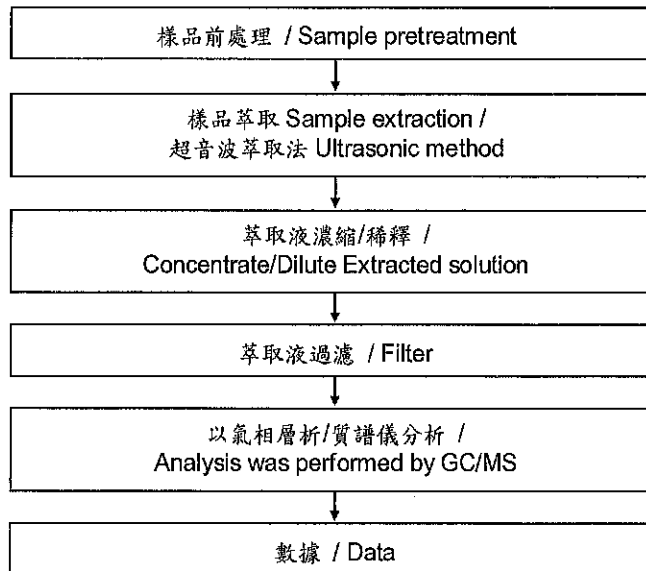 樣品前處理 / Sample pretreatment
樣品萃取 Sample extraction /
超音波萃取法 Ultrasonic method
萃取液濃縮/稀釋 /
Concentrate/Dilute Extracted solution
萃取液過濾 / Filter
以氣相層析/質譜儀分析 /
Analysis was performed by GC/MS
數據 / Data